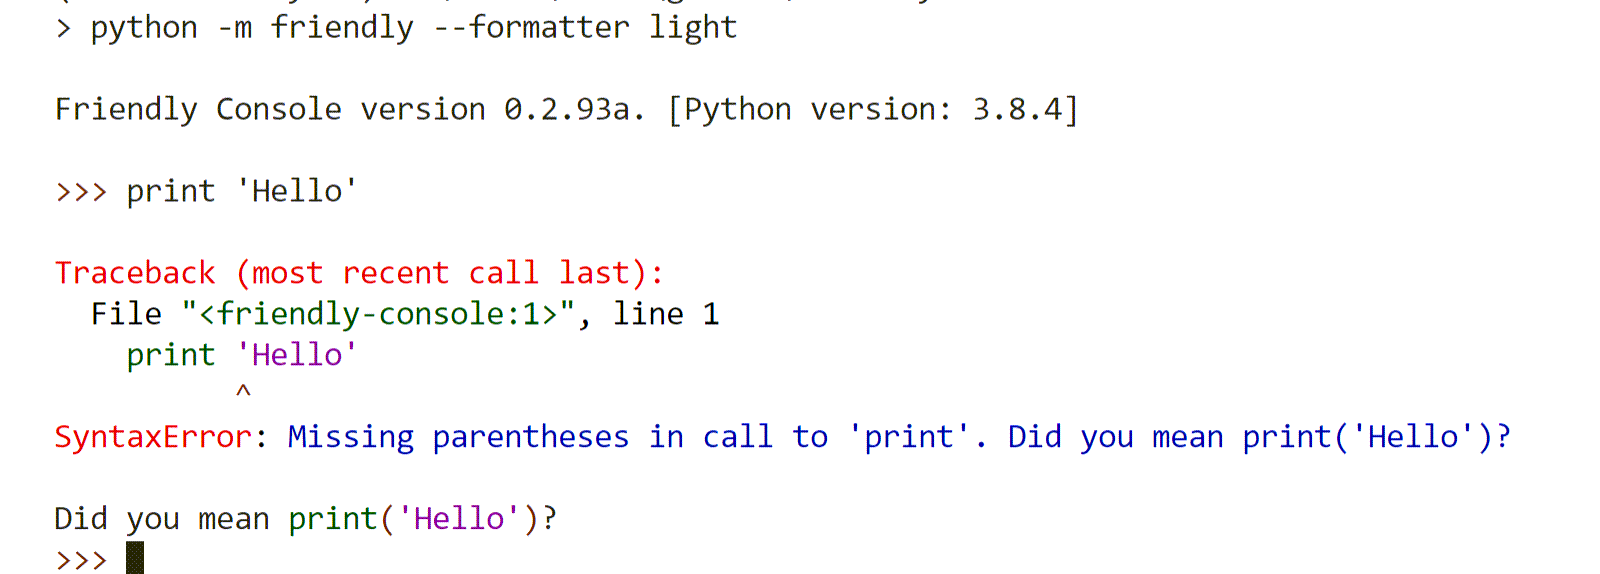 > python -m friendly --formatter light
Friendly Console version 0.2.93a. [Python version: 3.8.4]
>>> print 'Hello'
Traceback (most recent call last):
  File "<friendly-console:1>", line 1
    print 'Hello'
          ^
SyntaxError: Missing parentheses in call to 'print'. Did you mean print('Hello')?
Did you mean print('Hello')?
>>>